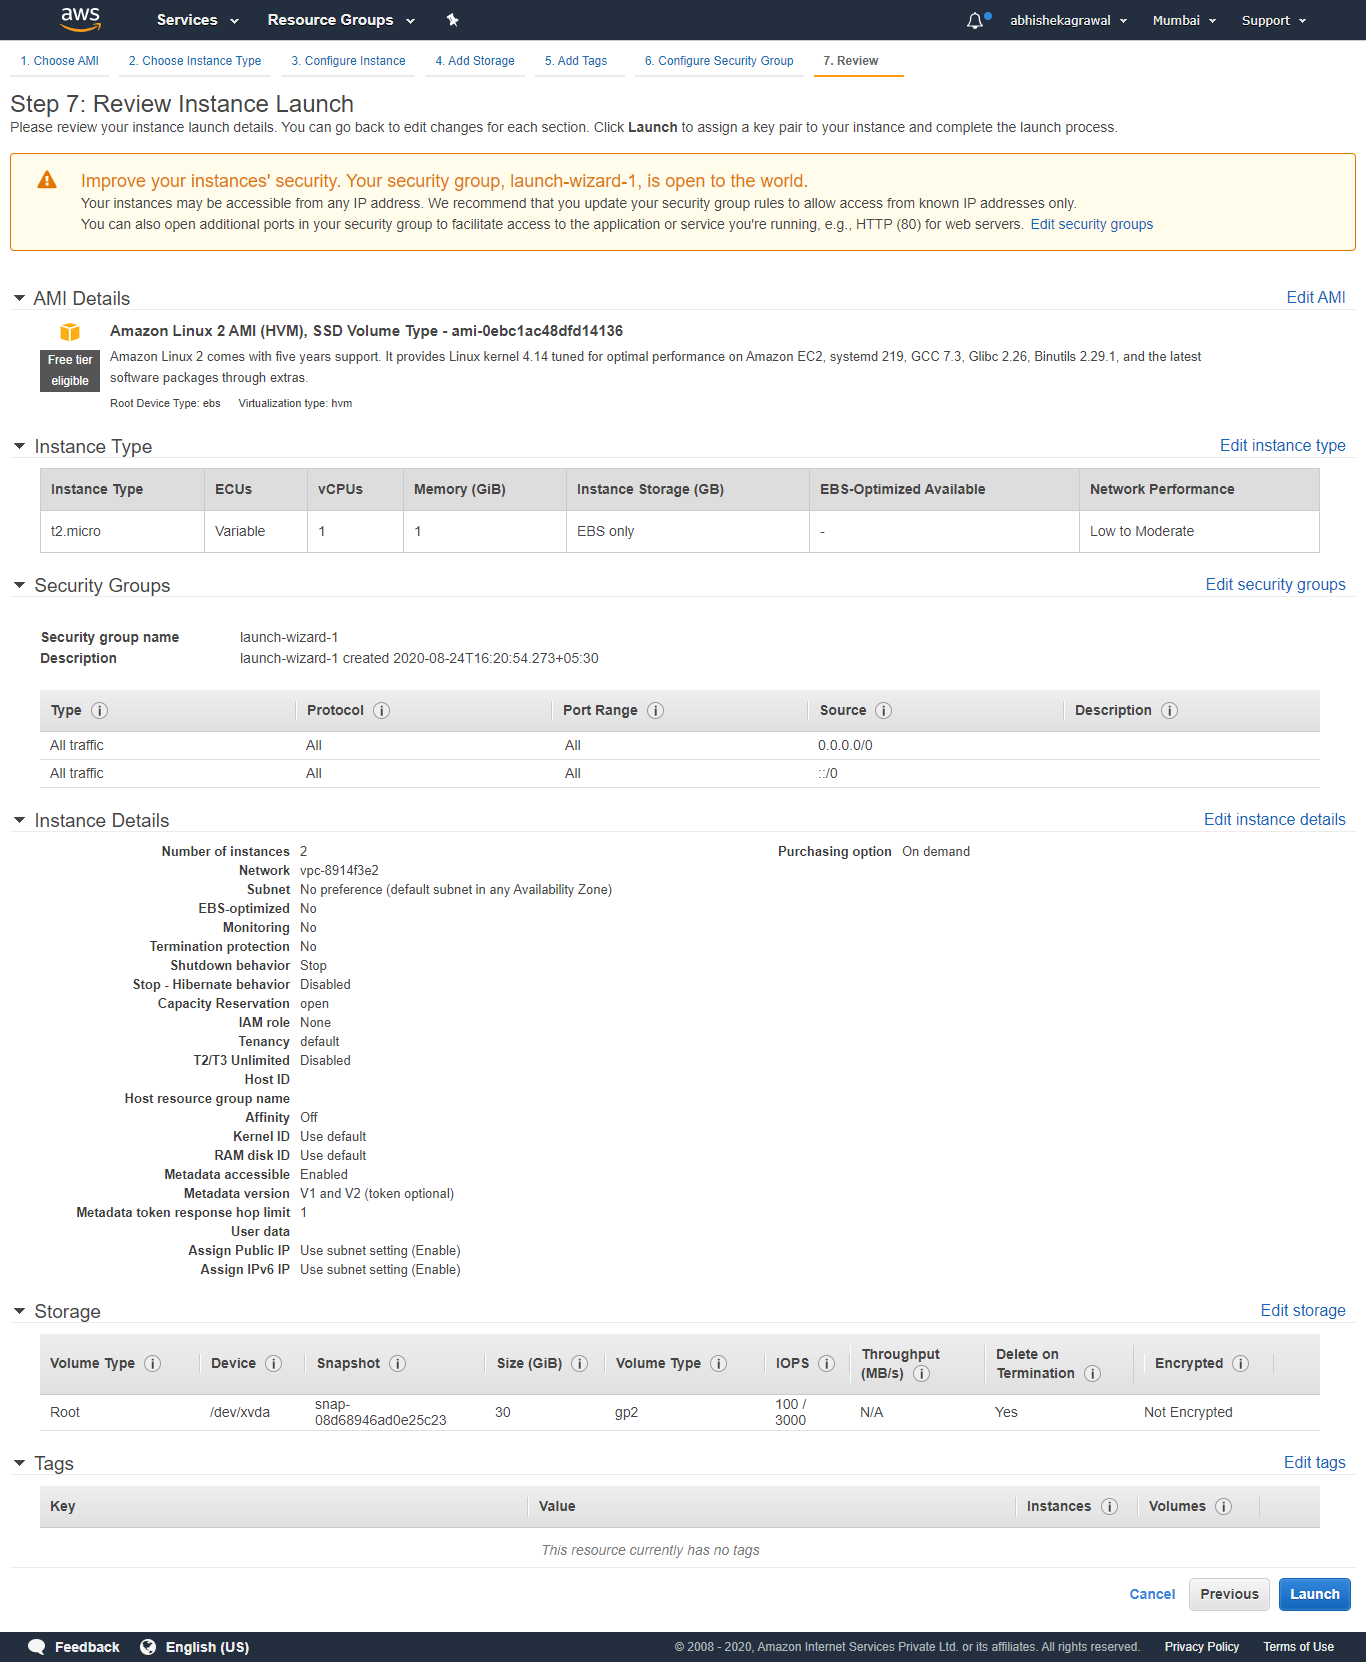 aws Services Resource Groups abhishekagrawal Mumbai Support
1. Choose AMI 2. Choose Instance Type 3. Configure Instance 4. Add Storage 5. Add Tags 6. Configure Security Group 7. Review
Step 7: Review Instance Launch
Please review your instance launch details. You can go back to edit changes for each section. Click Launch to assign a key pair to your instance and complete the launch process.
Improve your instances' security. Your security group, launch-wizard-1, is open to the world.
Your instances may be accessible from any IP address. We recommend that you update your security group rules to allow access from known IP addresses only.
You can also open additional ports in your security group to facilitate access to the application or service you're running, e.g., HTTP (80) for web servers. Edit security groups
AMI Details Edit AMI
Amazon Linux 2 AMI (HVM), SSD Volume Type - ami-0ebc1ac48dfd14136
Free tier eligible
Amazon Linux 2 comes with five years support. It provides Linux kernel 4.14 tuned for optimal performance on Amazon EC2, systemd 219, GCC 7.3, Glibc 2.26, Binutils 2.29.1, and the latest
software packages through extras.
Root Device Type: ebs Virtualization type: hvm
Instance Type Edit instance type
Instance Type ECUs vCPUs Memory (GiB) Instance Storage (GB) EBS-Optimized Available Network Performance
t2.micro Variable 1 1 EBS only - Low to Moderate
Security Groups Edit security groups
Security group name launch-wizard-1
Description launch-wizard-1 created 2020-08-24T16:20:54.273+05:30
Type Protocol Port Range Source Description
All traffic All All 0.0.0.0/0
All traffic All All ::/0
Instance Details Edit instance details
Number of instances 2 Purchasing option On demand
Network vpc-8914f3e2
Subnet No preference (default subnet in any Availability Zone)
EBS-optimized No
Monitoring No
Termination protection No
Shutdown behavior Stop
Stop - Hibernate behavior Disabled
Capacity Reservation open
IAM role None
Tenancy default
T2/T3 Unlimited Disabled
Host ID
Host resource group name
Affinity Off
Kernel ID Use default
RAM disk ID Use default
Metadata accessible Enabled
Metadata version V1 and V2 (token optional)
Metadata token response hop limit 1
User data
Assign Public IP Use subnet setting (Enable)
Assign IPv6 IP Use subnet setting (Enable)
Storage Edit storage
Volume Type Device Snapshot Size (GiB) Volume Type IOPS Throughput (MB/s) Delete on Termination Encrypted
Root /dev/xvda snap-08d68946ad0e25c23 30 gp2 100 / 3000 N/A Yes Not Encrypted
Tags Edit tags
Key Value Instances Volumes
This resource currently has no tags
Cancel Previous Launch
Feedback English (US) © 2008 - 2020, Amazon Internet Services Private Ltd. or its affiliates. All rights reserved. Privacy Policy Terms of Use